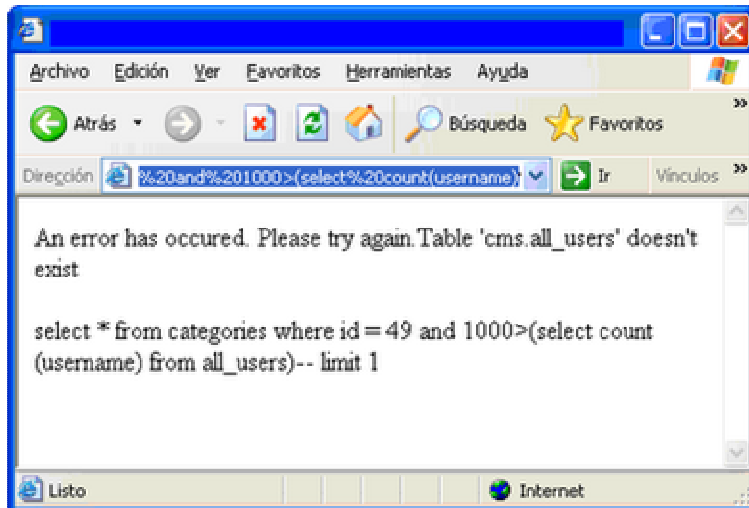 Archivo Edición Ver Favoritos Herramientas Ayuda
Atrás Búsqueda Favoritos »
Dirección %20and%201000>(select%20count(username) Ir Vínculos »
An error has occured. Please try again.Table 'cms.all_users' doesn't
exist
select * from categories where id=49 and 1000>(select count
(username) from all_users)-- limit 1
Listo Internet